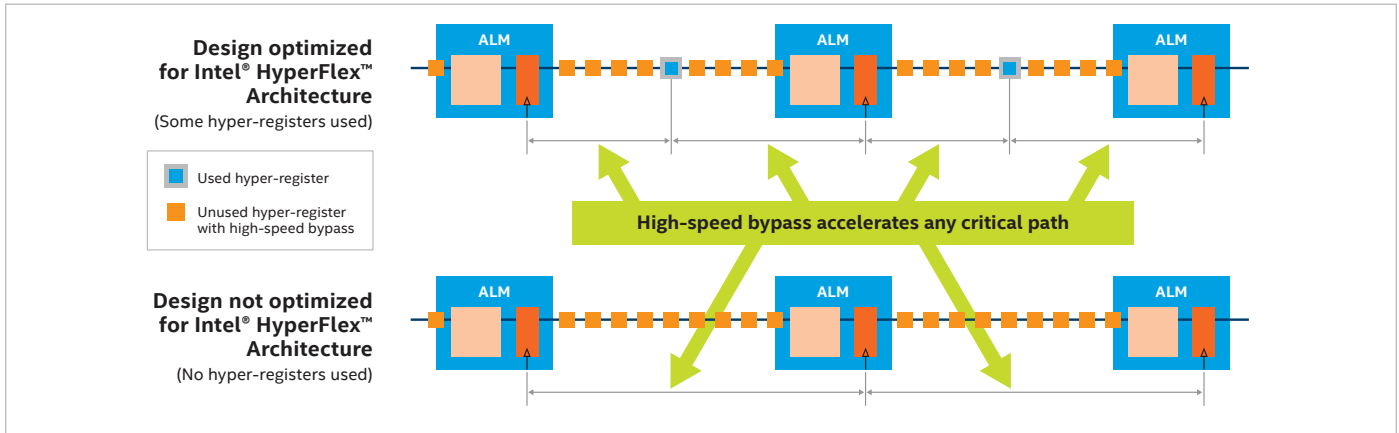 Design optimized
for Intel® HyperFlex™
Architecture
(Some hyper-registers used)
ALM
ALM
ALM
Used hyper-register
Unused hyper-register
with high-speed bypass
High-speed bypass accelerates any critical path
Design not optimized
for Intel® HyperFlex™
Architecture
(No hyper-registers used)
ALM
ALM
ALM